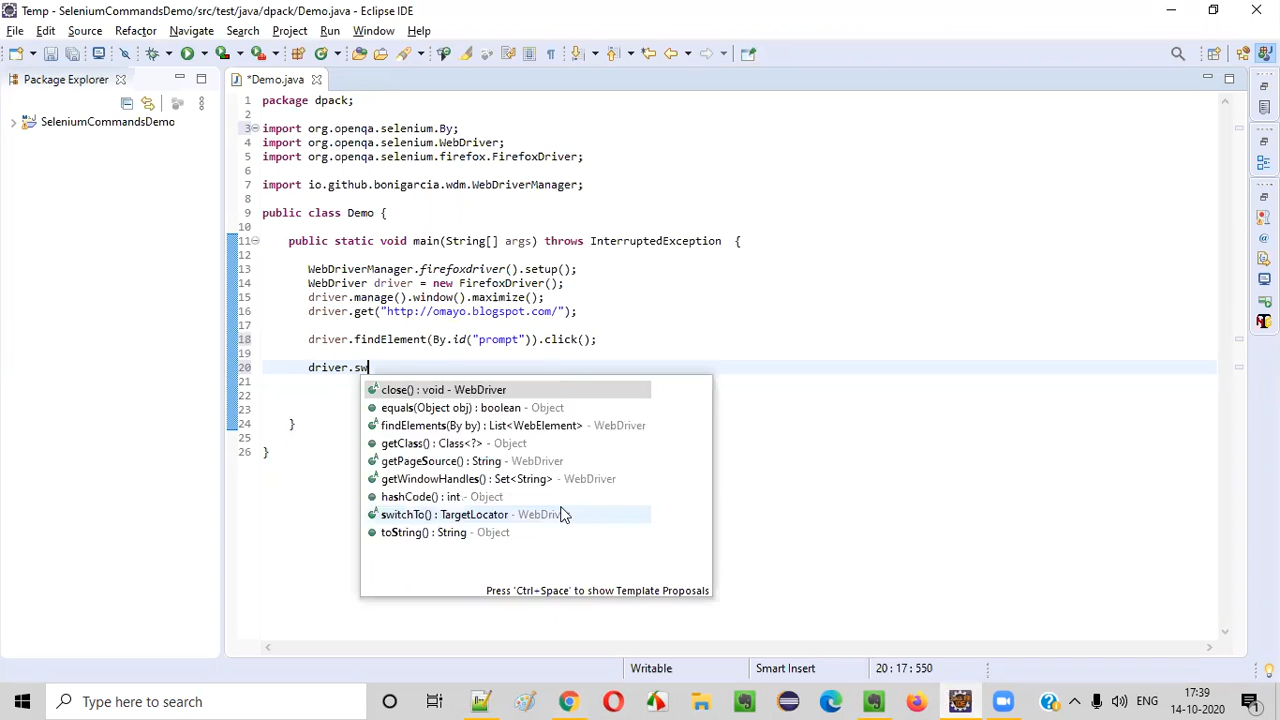 Temp - SeleniumCommandsDemo/src/test/java/dpack/Demo.java - Eclipse IDE
File Edit Source Refactor Navigate Search Project Run Window Help
Package Explorer
*Demo.java
SeleniumCommandsDemo
1 package dpack;
2
3 import org.openqa.selenium.By;
4 import org.openqa.selenium.WebDriver;
5 import org.openqa.selenium.firefox.FirefoxDriver;
6
7 import io.github.bonigarcia.wdm.WebDriverManager;
8
9 public class Demo {
10
11 public static void main(String[] args) throws InterruptedException {
12
13 WebDriverManager.firefoxdriver().setup();
14 WebDriver driver = new FirefoxDriver();
15 driver.manage().window().maximize();
16 driver.get("http://omayo.blogspot.com/");
17
18 driver.findElement(By.id("prompt")).click();
19
20 driver.sw
21
22
23
24 }
25
26 }
close() : void - WebDriver
equals(Object obj) : boolean - Object
findElements(By by) : List<WebElement> - WebDriver
getClass() : Class<?> - Object
getPageSource() : String - WebDriver
getWindowHandles() : Set<String> - WebDriver
hashCode() : int - Object
switchTo() : TargetLocator - WebDriv
toString() : String - Object
Press 'Ctrl+Space' to show Template Proposals
Writable
Smart Insert
20 : 17 : 550
Type here to search
ENG
17:39
14-10-2020